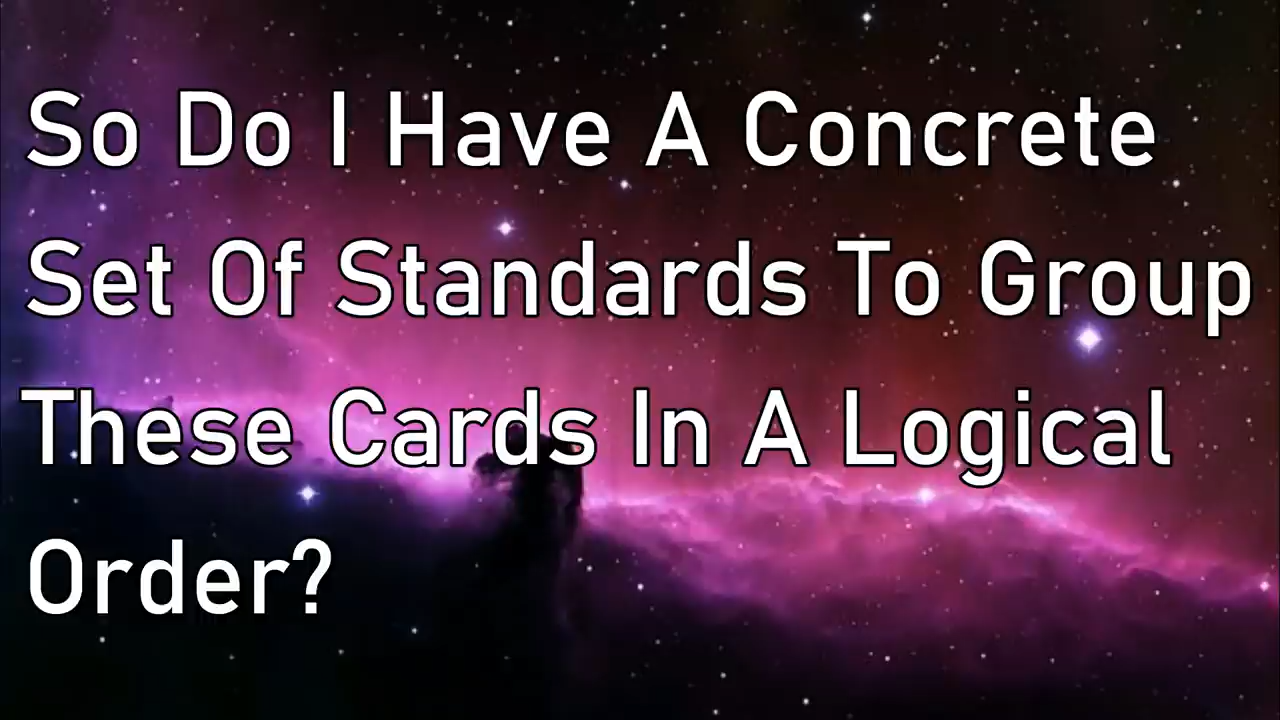 So Do I Have A Concrete
Set Of Standards To Group
These Cards In A Logical
Order?